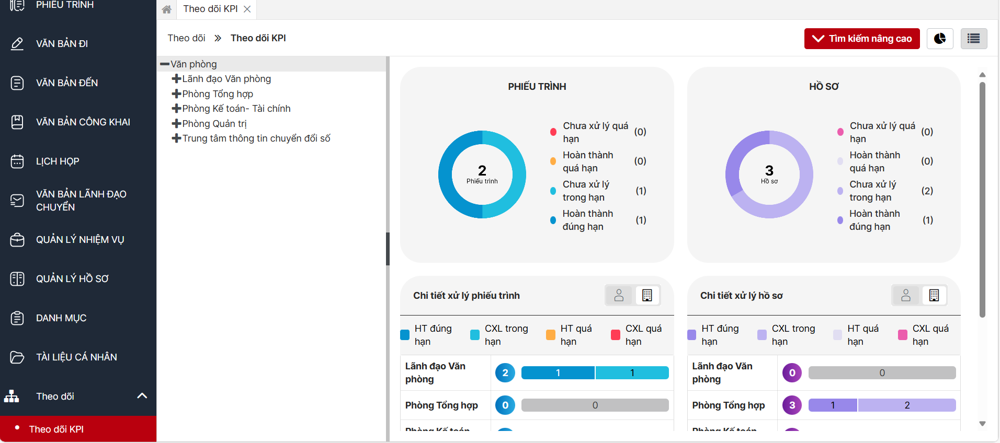 PHIẾU TRÌNH
VĂN BẢN ĐI
VĂN BẢN ĐẾN
VĂN BẢN CÔNG KHAI
LỊCH HỌP
VĂN BẢN LÃNH ĐẠO
CHUYỂN
QUẢN LÝ NHIỆM VỤ
QUẢN LÝ HỒ SƠ
DANH MỤC
TÀI LIỆU CÁ NHÂN
Theo dõi
Theo dõi KPI
Theo dõi KPI
Theo dõi » Theo dõi KPI
Tìm kiếm nâng cao
Văn phòng
Lãnh đạo Văn phòng
Phòng Tổng hợp
Phòng Kế toán- Tài chính
Phòng Quản trị
Trung tâm thông tin chuyển đổi số
PHIẾU TRÌNH
2
Phiếu trình
Chưa xử lý quá
hạn (0)
Hoàn thành
quá hạn (0)
Chưa xử lý
trong hạn (1)
Hoàn thành
đúng hạn (1)
HỒ SƠ
3
Hồ sơ
Chưa xử lý quá
hạn (0)
Hoàn thành
quá hạn (0)
Chưa xử lý
trong hạn (2)
Hoàn thành
đúng hạn (1)
Chi tiết xử lý phiếu trình
HT đúng
hạn
CXL trong
hạn
HT quá
hạn
CXL quá
hạn
Lãnh đạo Văn
phòng
2 1 1
Phòng Tổng hợp 0 0
Phòng Kế toán
Chi tiết xử lý hồ sơ
HT đúng
hạn
CXL trong
hạn
HT quá
hạn
CXL quá
hạn
Lãnh đạo Văn
phòng
0 0
Phòng Tổng hợp 3 1 2
Phòng Kế toán